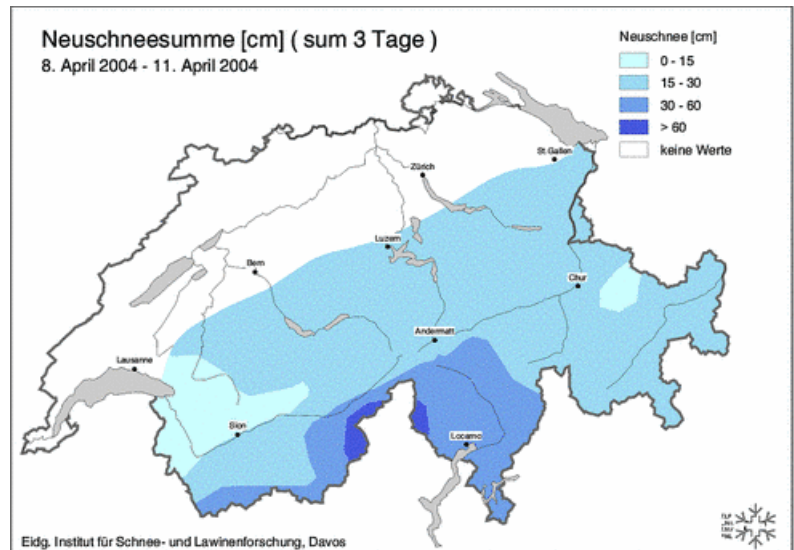 Neuschneesumme [cm] ( sum 3 Tage )
8. April 2004 - 11. April 2004
Neuschnee [cm]
0 - 15
15 - 30
30 - 60
> 60
keine Werte
St.Gallen
Zürich
Luzern
Bern
Chur
Andermatt
Lausanne
Sion
Locarno
Eidg. Institut für Schnee- und Lawinenforschung, Davos